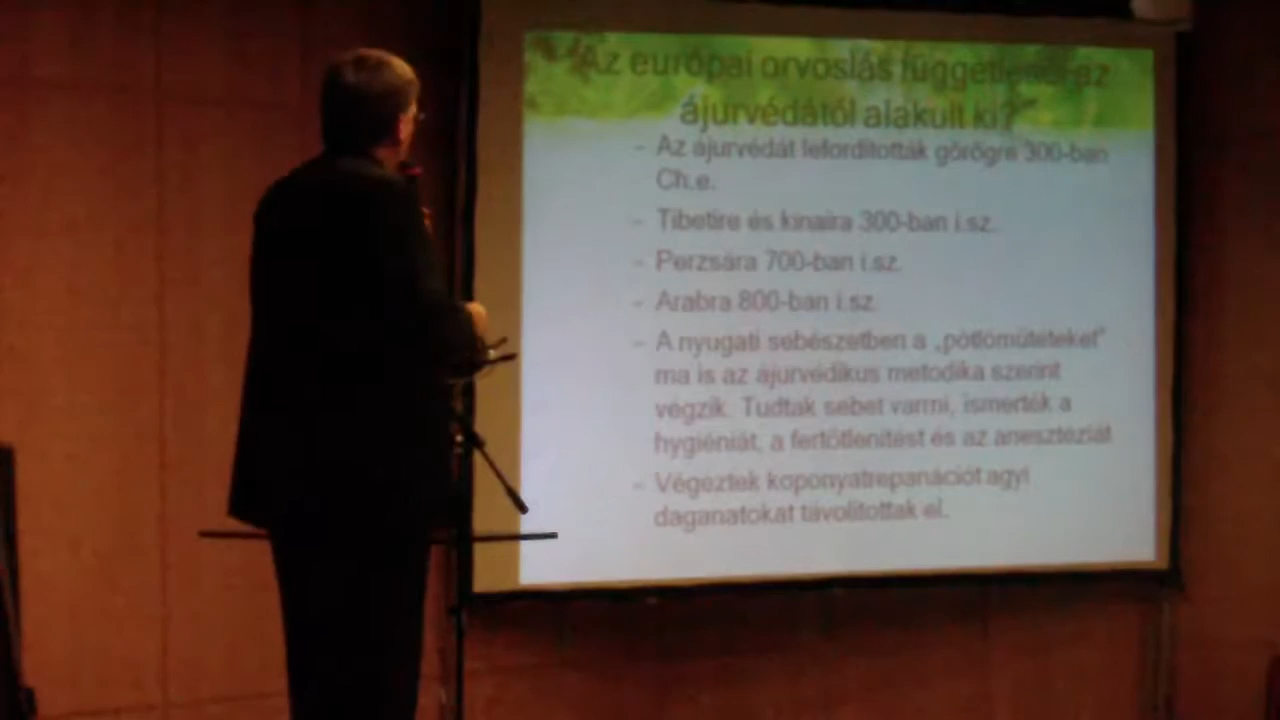 Az európai orvoslás függetlenül az
ájurvédától alakult ki?"
- Az ájurvédát lefordították görögre 300-ban
Ch.e.
- Tibetire és kínaira 300-ban i.sz.
- Perzsára 700-ban i.sz.
- Arabra 800-ban i.sz.
- A nyugati sebészetben a „pótlóműtéteket"
ma is az ájurvédikus metodika szerint
végzik. Tudtak sebet varrni, ismerték a
hygiéniát, a fertőtlenítést és az anesztéziát
- Végeztek koponyatrepanációt agyi
daganatokat távolítottak el.